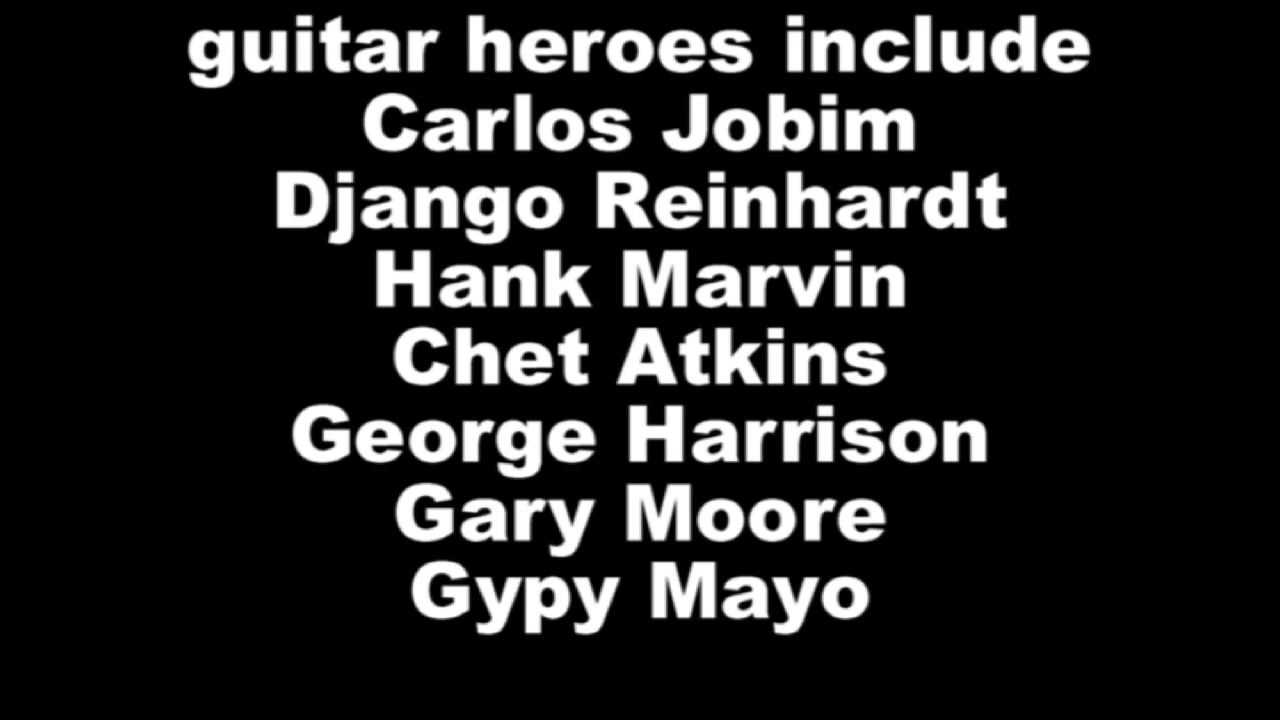 guitar heroes include
Carlos Jobim
Django Reinhardt
Hank Marvin
Chet Atkins
George Harrison
Gary Moore
Gypy Mayo